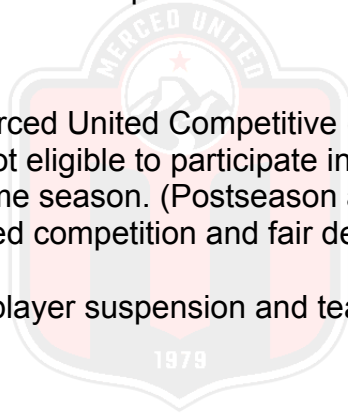 MERCED UNITED
rced United Competitive
ot eligible to participate in
me season. (Postseason a
ed competition and fair de
player suspension and tea
1979